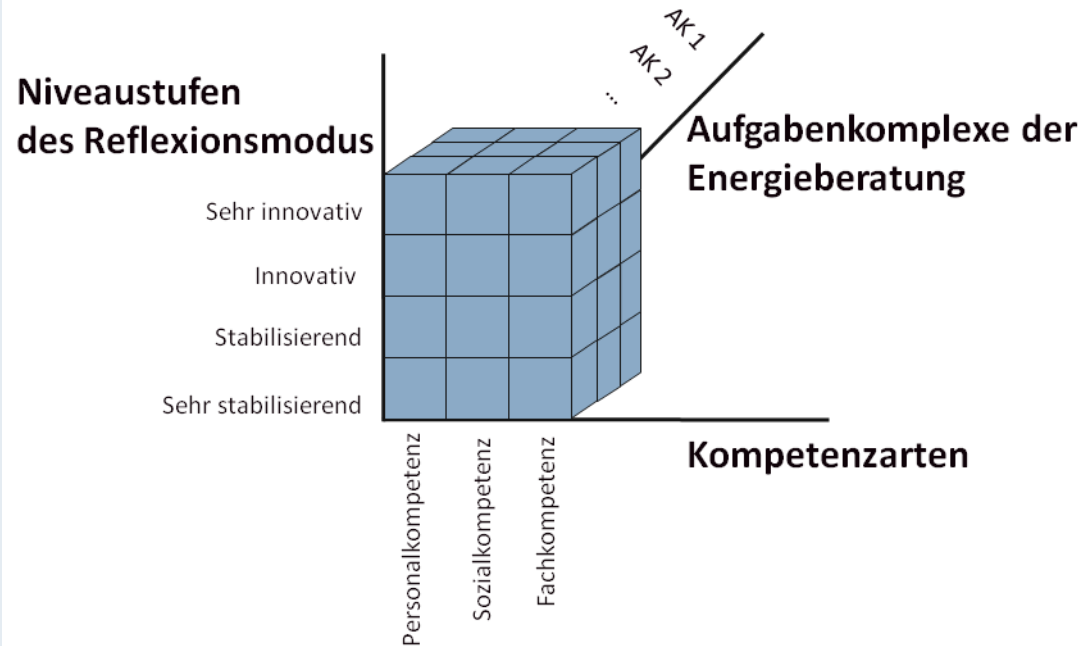 Niveaustufen
des Reflexionsmodus
AK 1
AK 2
...
Aufgabenkomplexe der
Energieberatung
Sehr innovativ
Innovativ
Stabilisierend
Sehr stabilisierend
Kompetenzarten
Personalkompetenz
Sozialkompetenz
Fachkompetenz